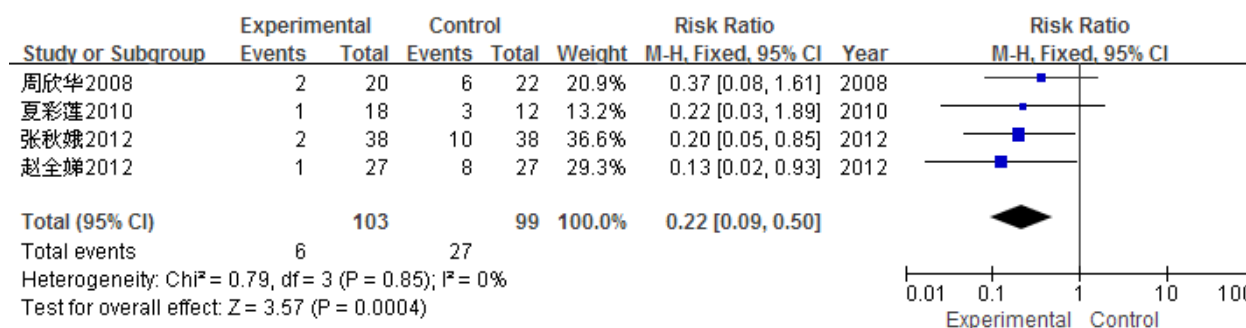 Experimental Control Risk Ratio Risk Ratio
Study or Subgroup Events Total Events Total Weight M-H, Fixed, 95% CI Year M-H, Fixed, 95% CI
周欣华2008 2 20 6 22 20.9% 0.37 [0.08, 1.61] 2008
夏彩莲2010 1 18 3 12 13.2% 0.22 [0.03, 1.89] 2010
张秋娥2012 2 38 10 38 36.6% 0.20 [0.05, 0.85] 2012
赵全娣2012 1 27 8 27 29.3% 0.13 [0.02, 0.93] 2012
Total (95% CI) 103 99 100.0% 0.22 [0.09, 0.50]
Total events 6 27
Heterogeneity: Chi² = 0.79, df = 3 (P = 0.85); I² = 0%
Test for overall effect: Z = 3.57 (P = 0.0004)
0.01 0.1 1 10 100
Experimental Control